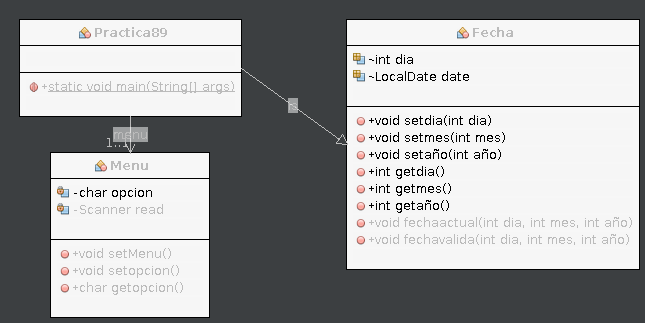 Practica89
+static void main(String[] args)
menu
1..1
Menu
-char opcion
-Scanner read
+void setMenu()
+void setopcion()
+char getopcion()
Fecha
~int dia
~LocalDate date
+void setdia(int dia)
+void setmes(int mes)
+void setaño(int año)
+int getdia()
+int getmes()
+int getaño()
+void fechaactual(int dia, int mes, int año)
+void fechavalida(int dia, int mes, int año)